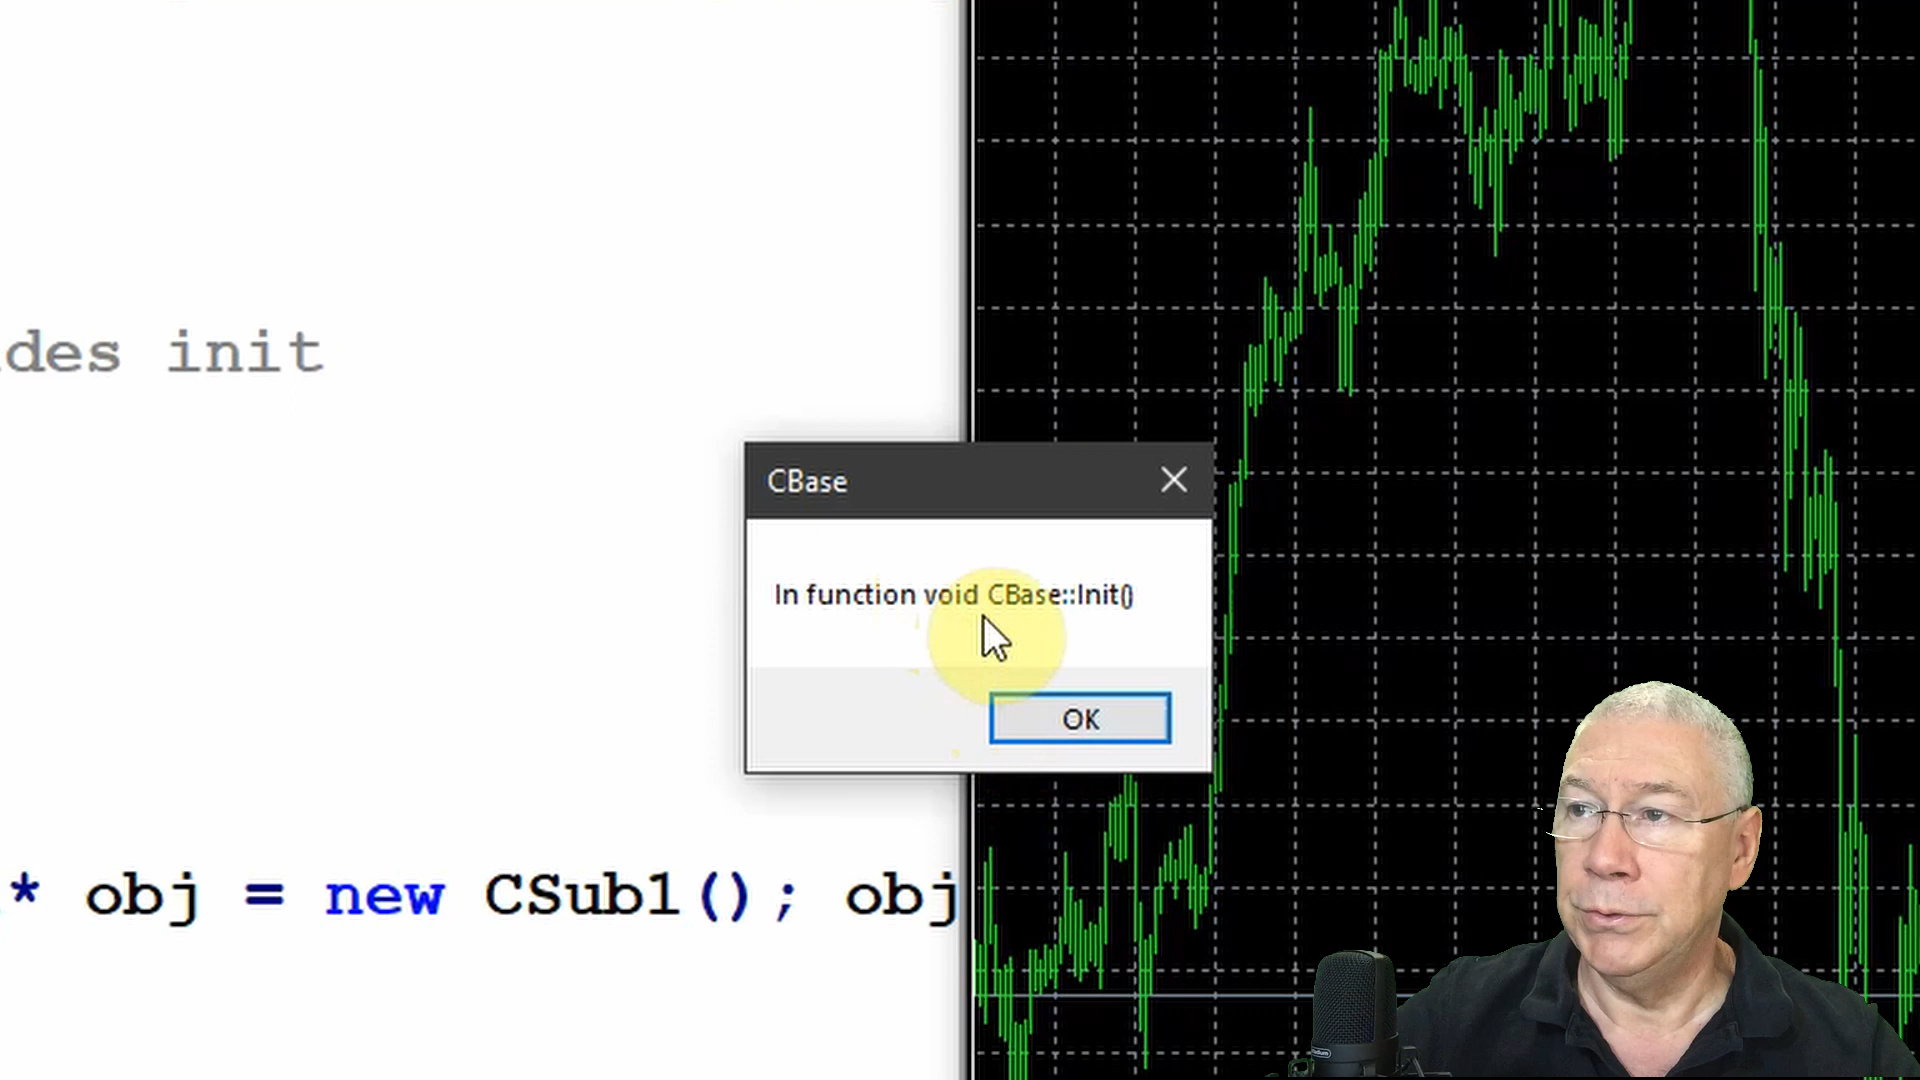 des init
CBase
In function void CBase::Init()
OK
* obj = new CSub1(); obj